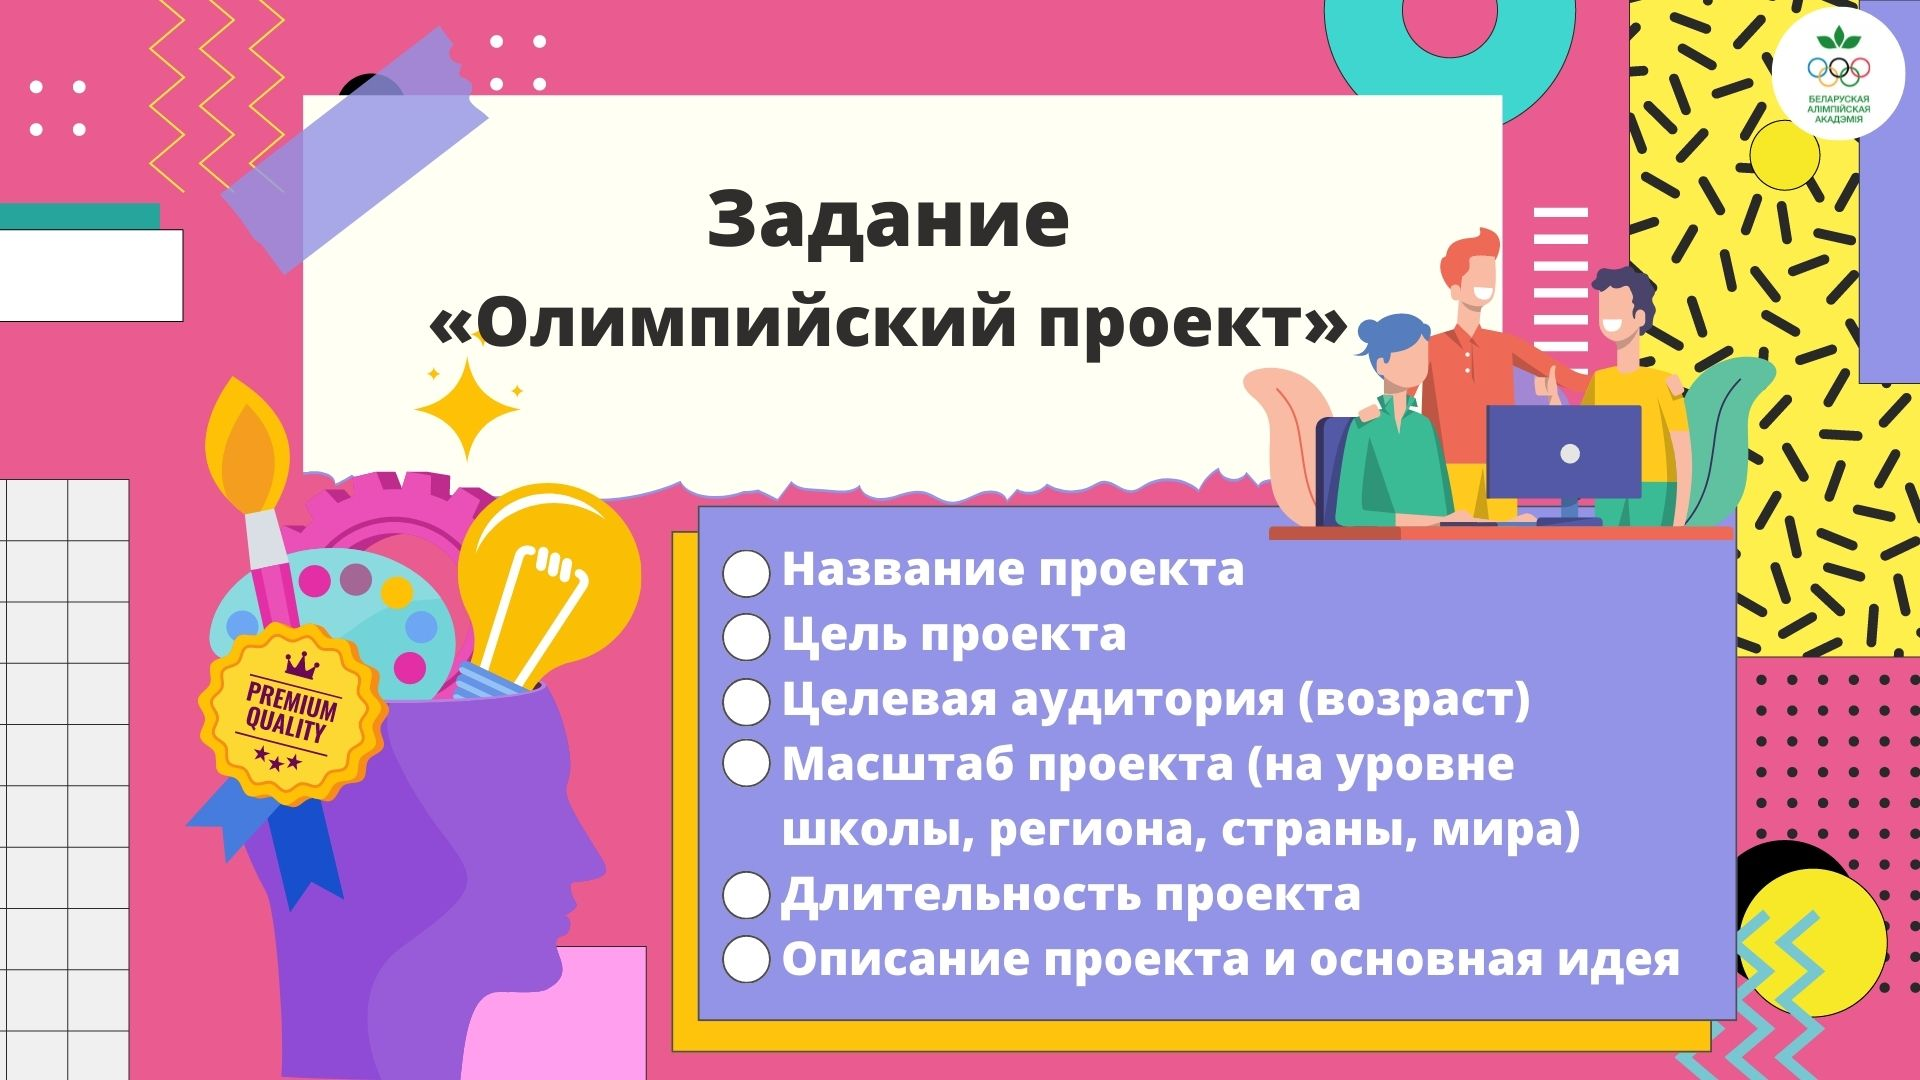 БЕЛАРУСКАЯ
АЛІМПІЙСКАЯ
АКАДЭМІЯ
Задание
«Олимпийский проект»
PREMIUM
QUALITY
Название проекта
Цель проекта
Целевая аудитория (возраст)
Масштаб проекта (на уровне
школы, региона, страны, мира)
Длительность проекта
Описание проекта и основная идея